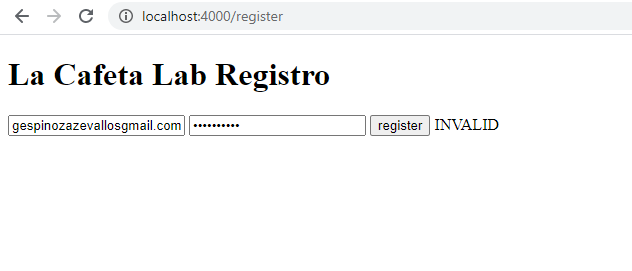 localhost:4000/register
La Cafeta Lab Registro
gespinozazevallosgmail.com •••••••••• register INVALID